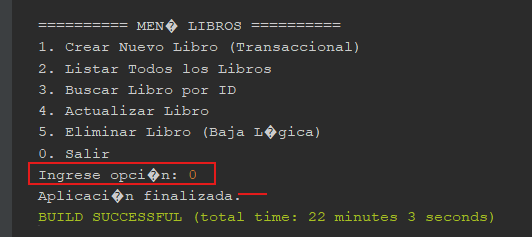 ========== MEN� LIBROS ==========
1. Crear Nuevo Libro (Transaccional)
2. Listar Todos los Libros
3. Buscar Libro por ID
4. Actualizar Libro
5. Eliminar Libro (Baja L�gica)
0. Salir
Ingrese opci�n: 0
Aplicaci�n finalizada.
BUILD SUCCESSFUL (total time: 22 minutes 3 seconds)